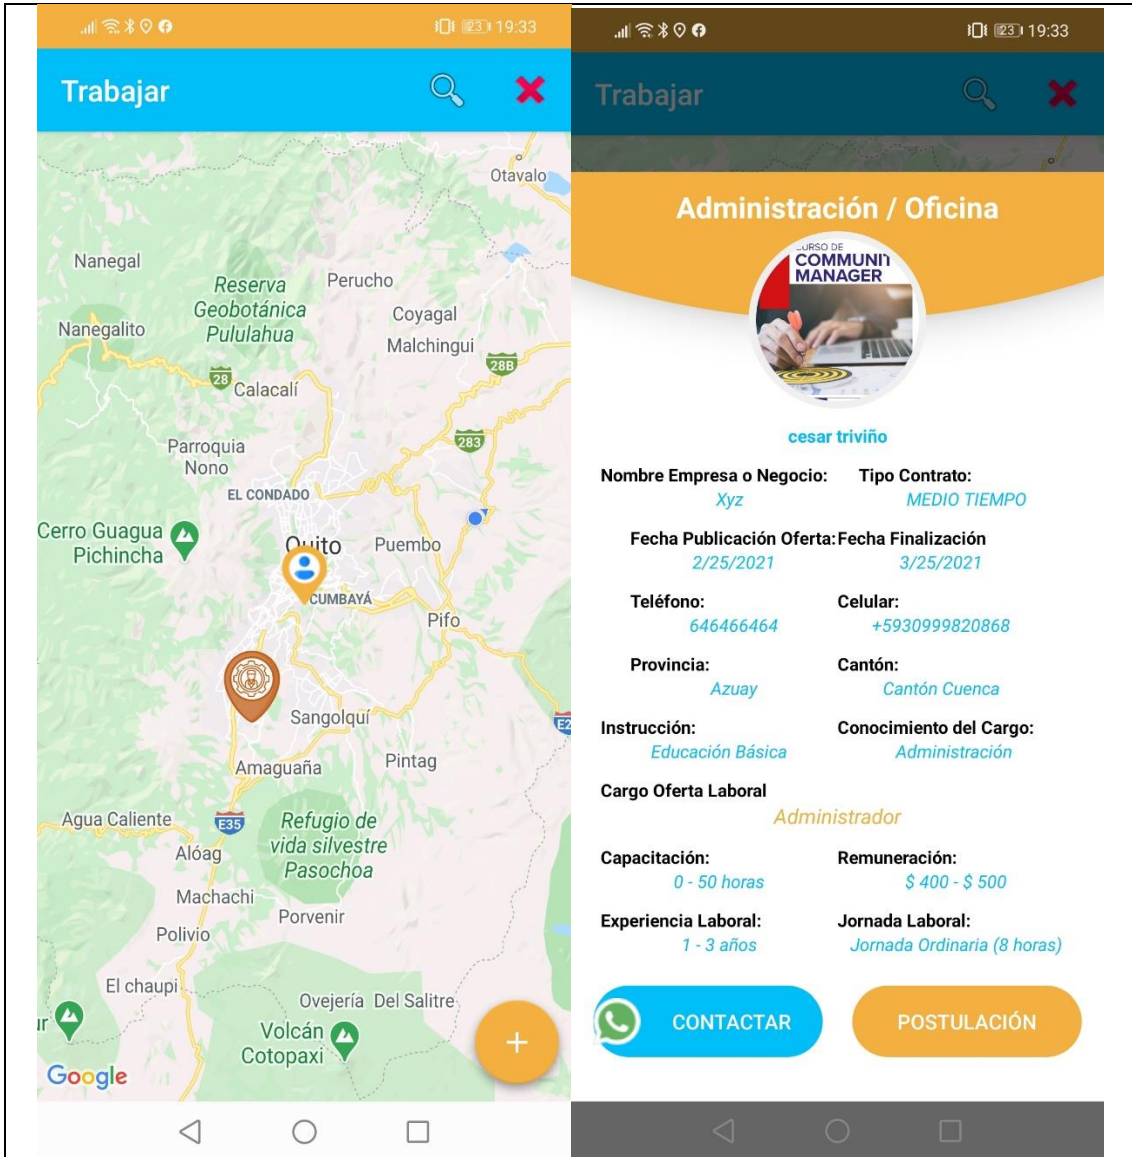 23 19:33
Trabajar
Otavalo
Nanegal
Reserva
Geobotánica
Pululahua
Perucho
Coyagal
Nanegalito
Malchingui
28B
28
Calacalí
283
Parroquia
Nono
EL CONDADO
Cerro Guagua
Pichincha
Quito
Puembo
CUMBAYÁ
Pifo
Sangolquí
Amaguaña
Pintag
Agua Caliente
E35
Refugio de
vida silvestre
Pasochoa
Alóag
Machachi
Porvenir
Polivio
El chaupi
Ovejería Del Salitre
Volcán
Cotopaxi
+
Google
23 19:33
Trabajar
Administración / Oficina
CURSO DE
COMMUNIT
MANAGER
cesar triviño
Nombre Empresa o Negocio: Tipo Contrato:
Xyz MEDIO TIEMPO
Fecha Publicación Oferta: Fecha Finalización
2/25/2021 3/25/2021
Teléfono: Celular:
646466464 +5930999820868
Provincia: Cantón:
Azuay Cantón Cuenca
Instrucción: Conocimiento del Cargo:
Educación Básica Administración
Cargo Oferta Laboral
Administrador
Capacitación: Remuneración:
0 - 50 horas $ 400 - $ 500
Experiencia Laboral: Jornada Laboral:
1 - 3 años Jornada Ordinaria (8 horas)
CONTACTAR POSTULACIÓN